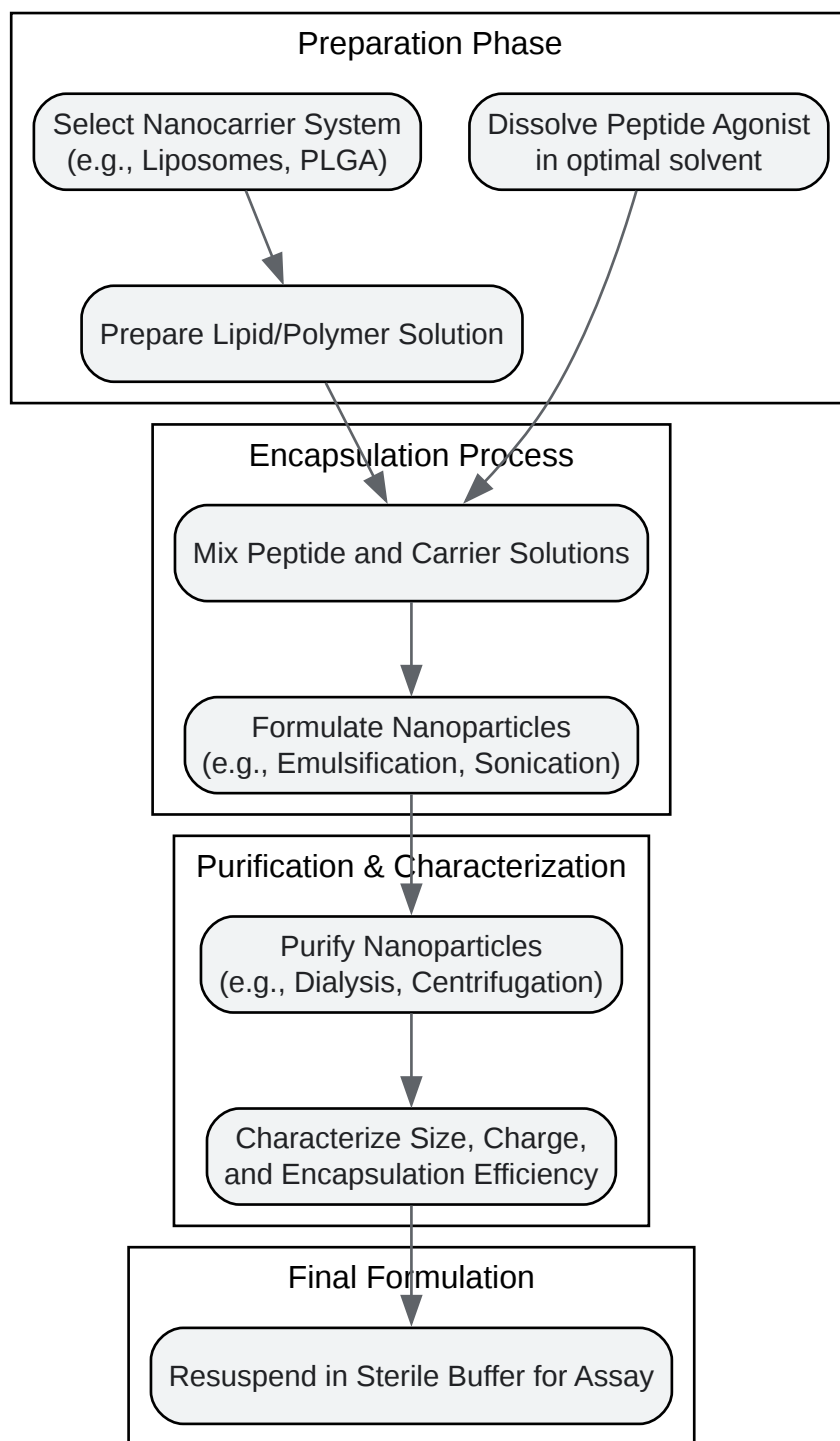 Preparation Phase
Select Nanocarrier System
(e.g., Liposomes, PLGA)
Dissolve Peptide Agonist
in optimal solvent
Prepare Lipid/Polymer Solution
Encapsulation Process
Mix Peptide and Carrier Solutions
Formulate Nanoparticles
(e.g., Emulsification, Sonication)
Purification & Characterization
Purify Nanoparticles
(e.g., Dialysis, Centrifugation)
Characterize Size, Charge,
and Encapsulation Efficiency
Final Formulation
Resuspend in Sterile Buffer for Assay